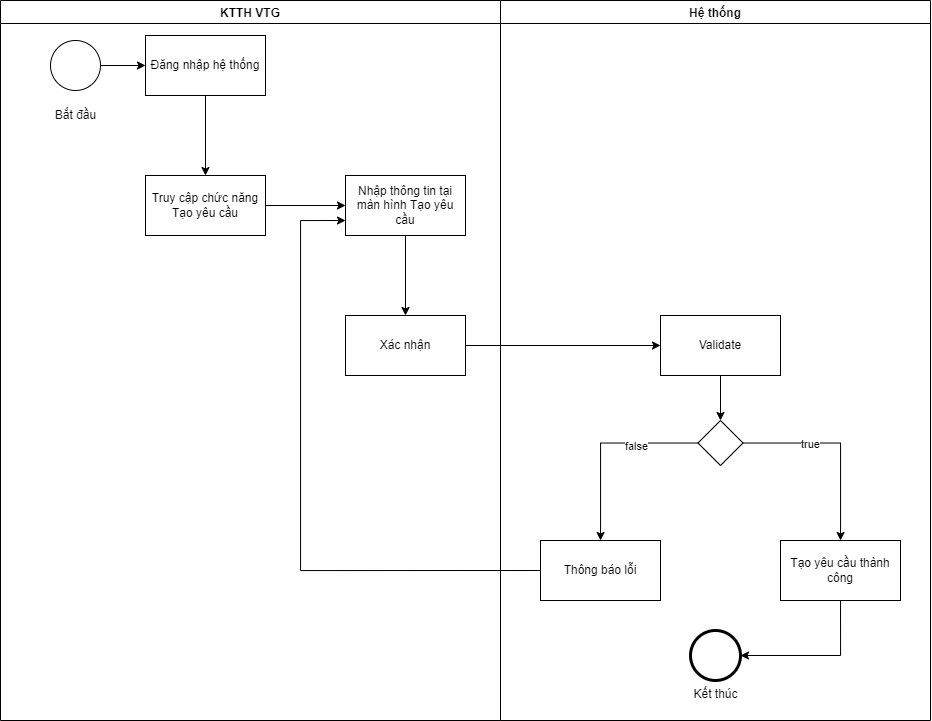 KTTH VTG
Hệ thống
Đăng nhập hệ thống
Bắt đầu
Truy cập chức năng
Tạo yêu cầu
Nhập thông tin tại
màn hình Tạo yêu
cầu
Xác nhận
Validate
false
true
Thông báo lỗi
Tạo yêu cầu thành
công
Kết thúc